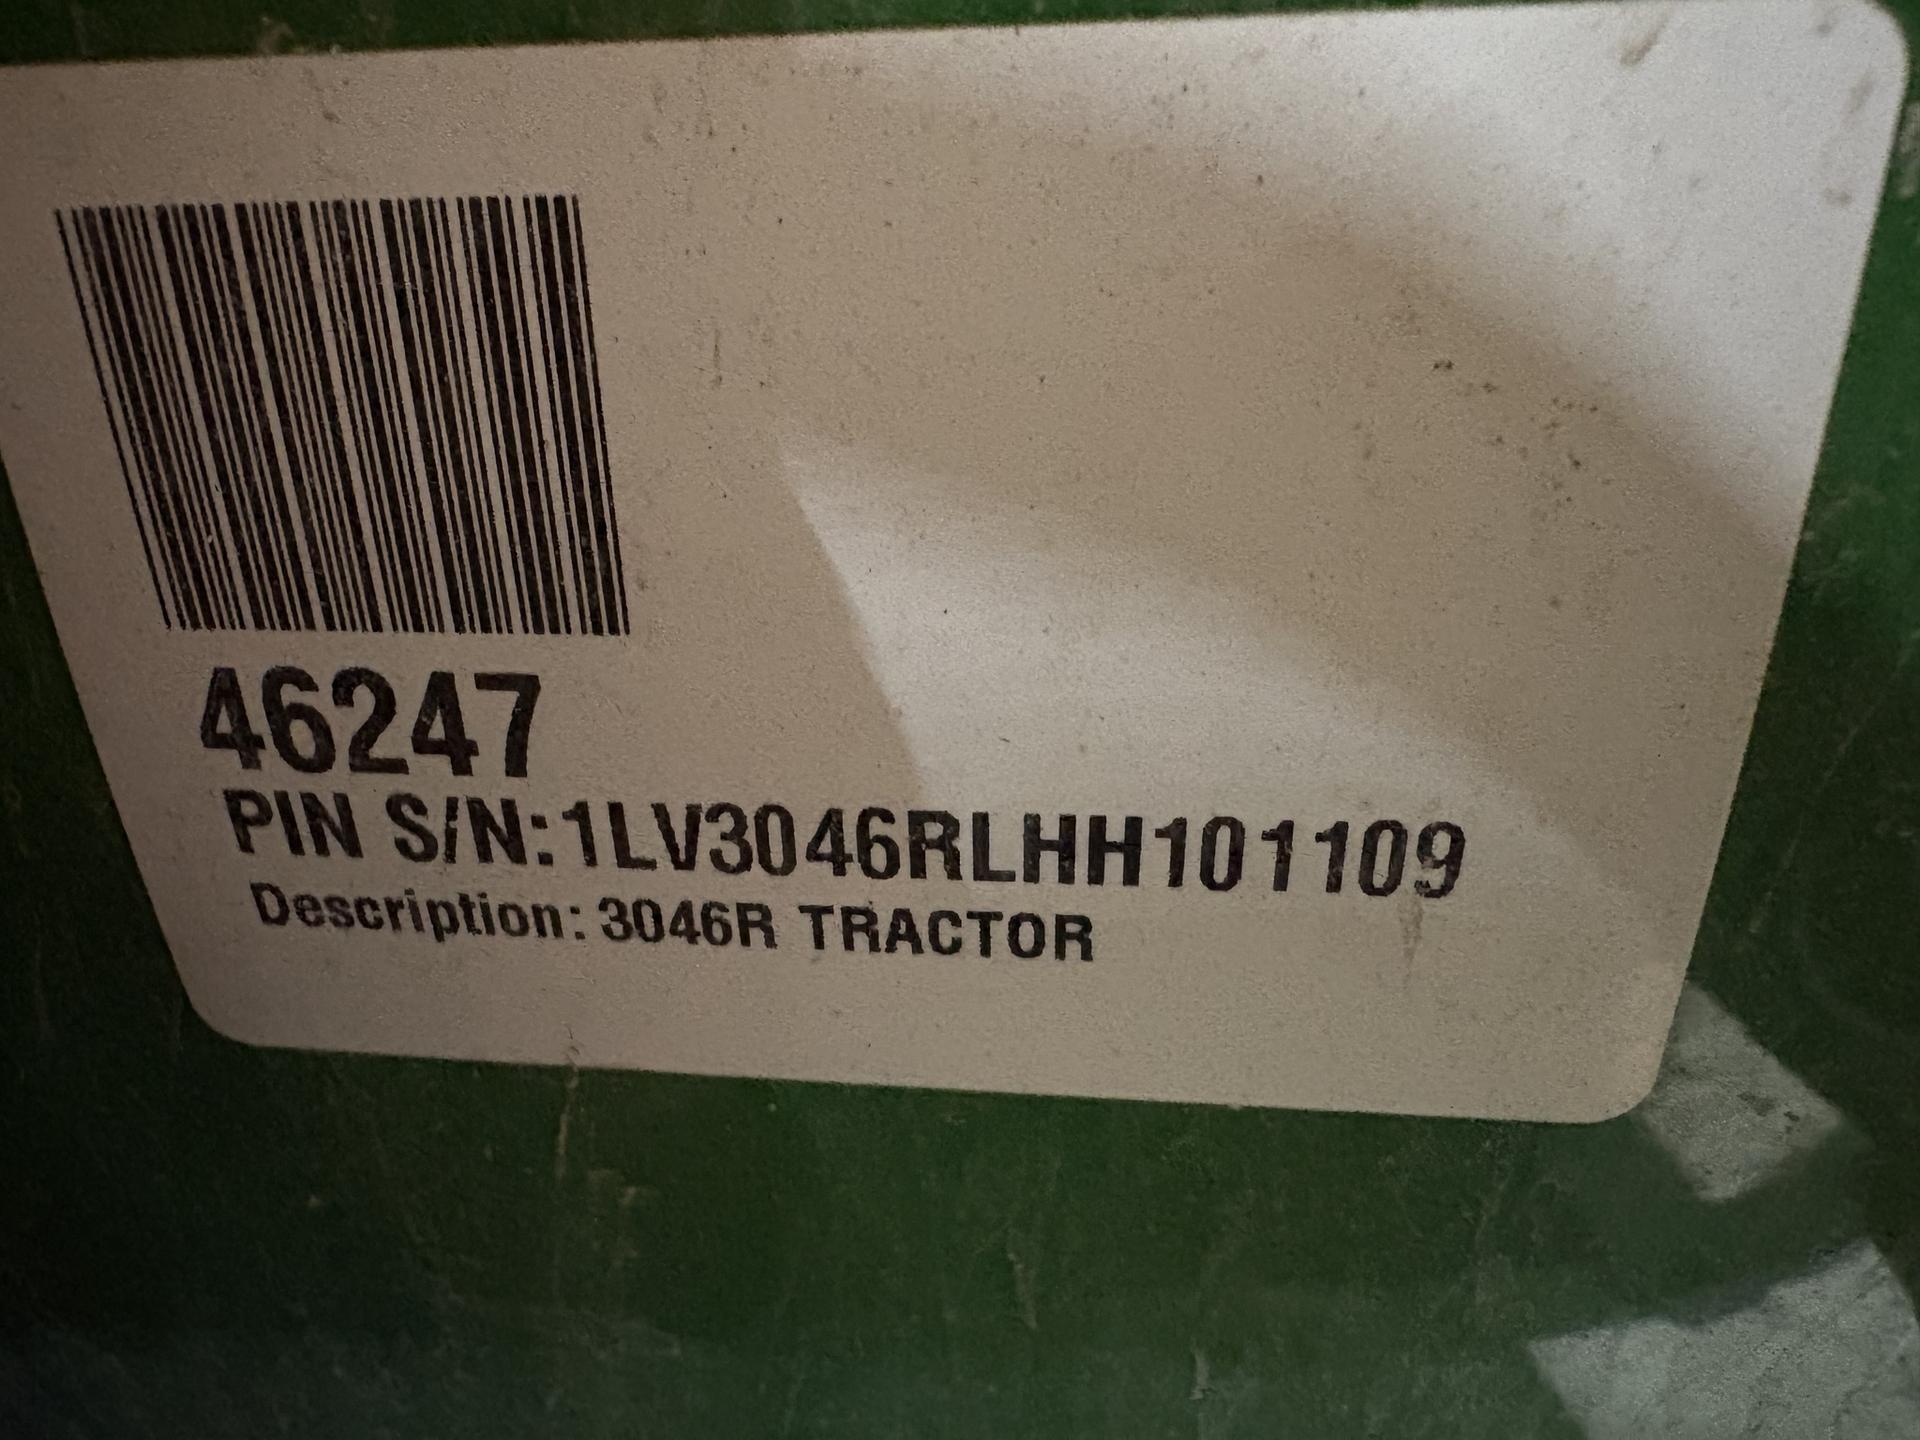 46247
PIN S/N:1LV3046RLHH101109
Description: 3046R TRACTOR